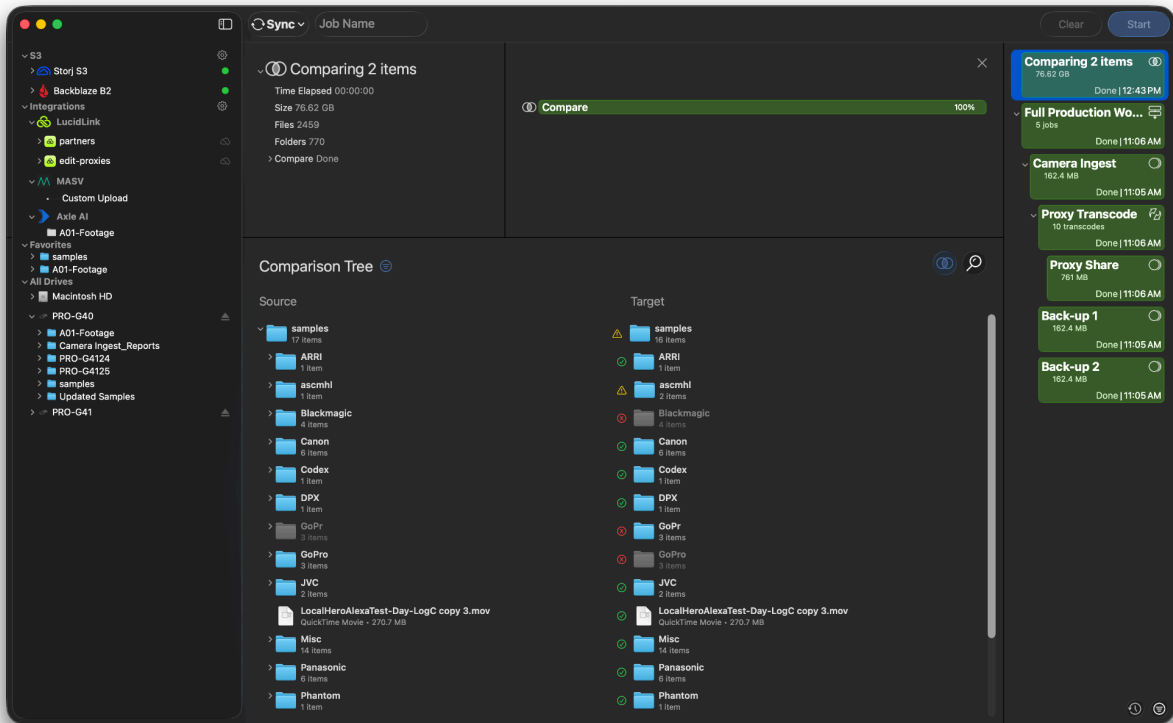 Sync
Job Name
Clear
Start
S3
Storj S3
Backblaze B2
Integrations
LucidLink
partners
edit-proxies
MASV
Custom Upload
Axle AI
A01-Footage
Favorites
samples
A01-Footage
All Drives
Macintosh HD
PRO-G40
A01-Footage
Camera Ingest_Reports
PRO-G4124
PRO-G4125
samples
Updated Samples
PRO-G41
Comparing 2 items
Time Elapsed 00:00:00
Size 76.62 GB
Files 2459
Folders 770
Compare Done
Compare 100%
Comparison Tree
Source Target
samples samples
17 items 16 items
ARRI ARRI
1 item 1 item
ascmhl ascmhl
1 item 2 items
Blackmagic Blackmagic
4 items 4 items
Canon Canon
6 items 6 items
Codex Codex
1 item 1 item
DPX DPX
1 item 1 item
GoPr GoPr
3 items 3 items
GoPro GoPro
3 items 3 items
JVC JVC
2 items 2 items
LocalHeroAlexaTest-Day-LogC copy 3.mov LocalHeroAlexaTest-Day-LogC copy 3.mov
QuickTime Movie • 270.7 MB QuickTime Movie • 270.7 MB
Misc Misc
14 items 14 items
Panasonic Panasonic
6 items 6 items
Phantom Phantom
1 item 1 item
Comparing 2 items
76.62 GB
Done | 12:43 PM
Full Production Wo...
5 jobs
Done | 11:06 AM
Camera Ingest
162.4 MB
Done | 11:05 AM
Proxy Transcode
10 transcodes
Done | 11:06 AM
Proxy Share
761 MB
Done | 11:06 AM
Back-up 1
162.4 MB
Done | 11:05 AM
Back-up 2
162.4 MB
Done | 11:05 AM